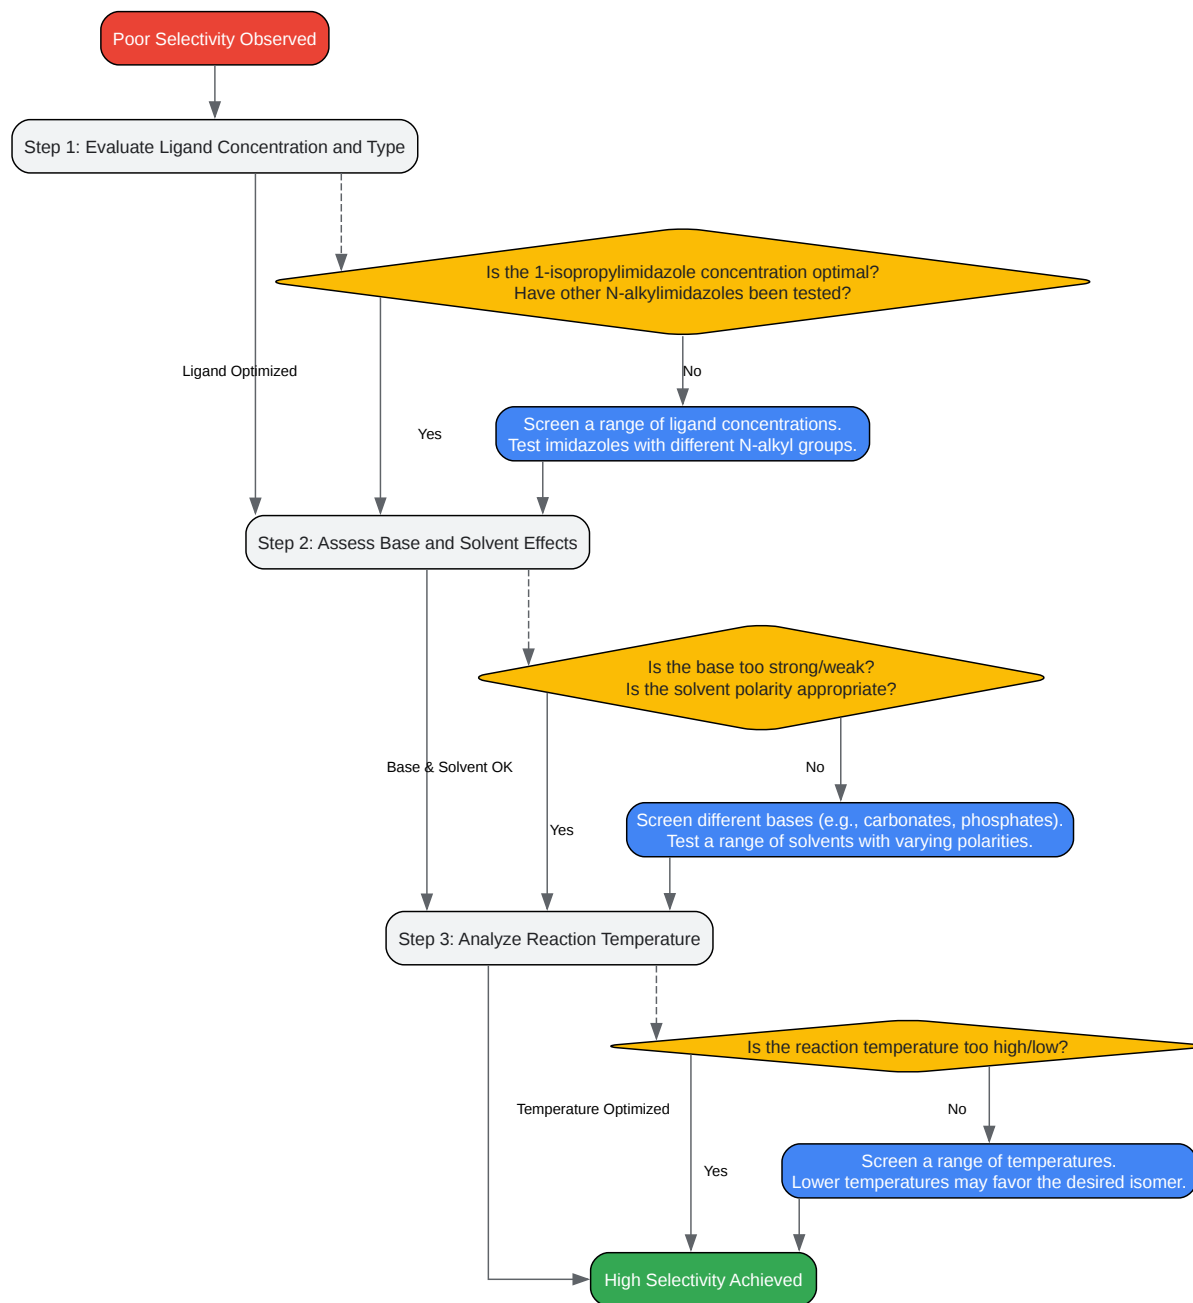 Poor Selectivity Observed
Step 1: Evaluate Ligand Concentration and Type
Is the 1-isopropylimidazole concentration optimal?
Have other N-alkylimidazoles been tested?
Ligand Optimized
No
Screen a range of ligand concentrations.
Test imidazoles with different N-alkyl groups.
Yes
Step 2: Assess Base and Solvent Effects
Is the base too strong/weak?
Is the solvent polarity appropriate?
Base & Solvent OK
No
Screen different bases (e.g., carbonates, phosphates).
Test a range of solvents with varying polarities.
Yes
Step 3: Analyze Reaction Temperature
Is the reaction temperature too high/low?
Temperature Optimized
No
Screen a range of temperatures.
Lower temperatures may favor the desired isomer.
Yes
High Selectivity Achieved